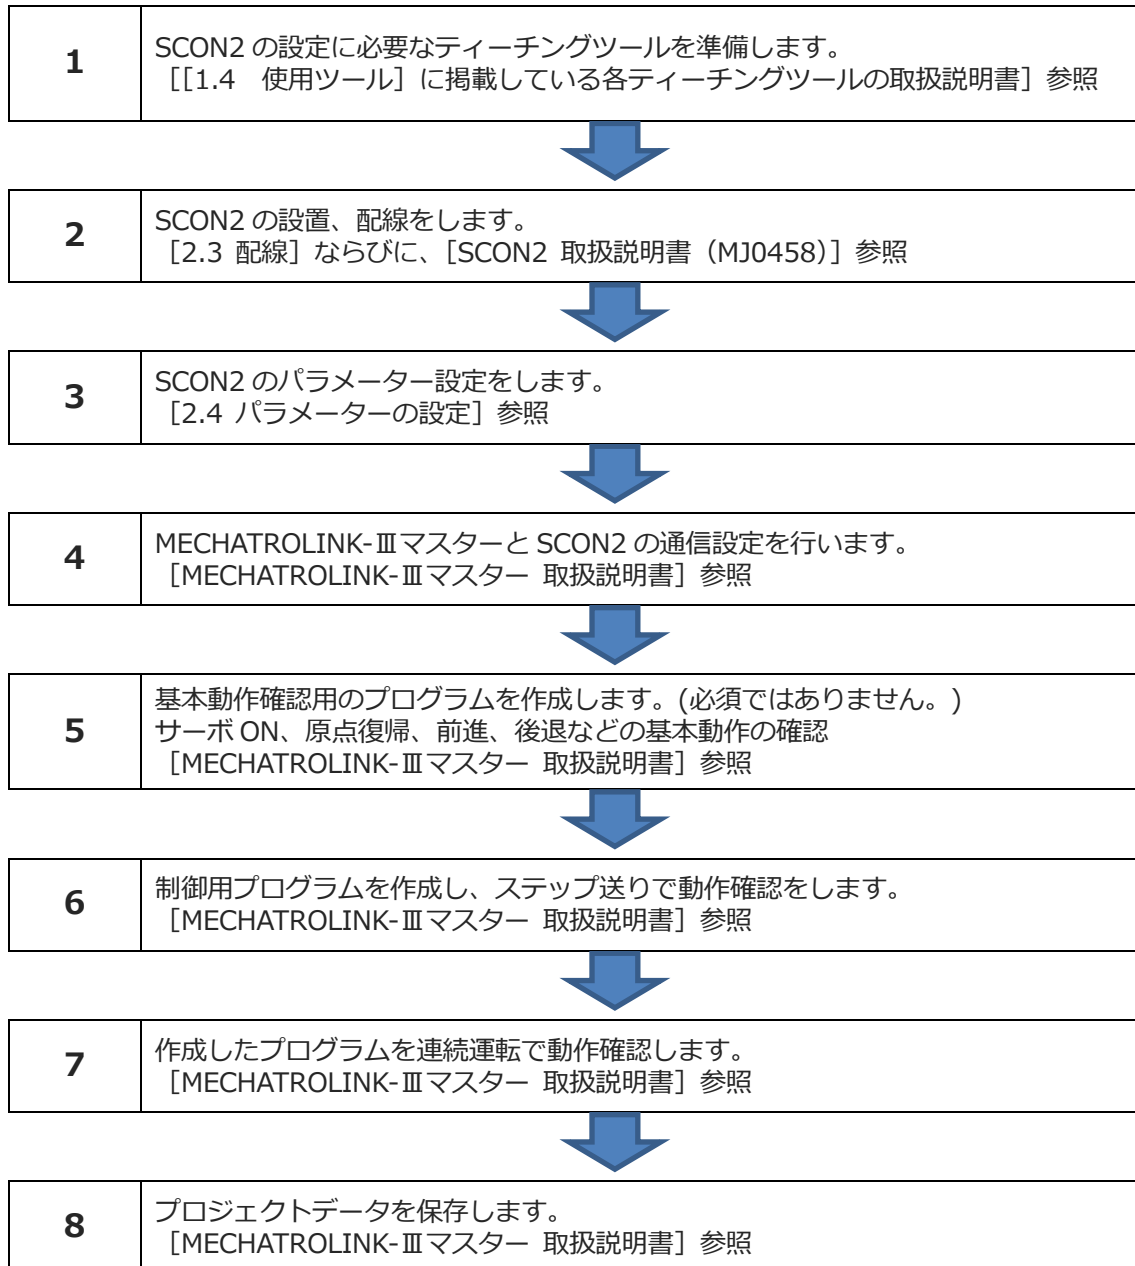 1
SCON2 の設定に必要なティーチングツールを準備します。
［[1.4　使用ツール］に掲載している各ティーチングツールの取扱説明書］参照
2
SCON2 の設置、配線をします。
［2.3 配線］ならびに、［SCON2 取扱説明書（MJ0458）］参照
3
SCON2 のパラメーター設定をします。
［2.4 パラメーターの設定］参照
4
MECHATROLINK-Ⅲマスターと SCON2 の通信設定を行います。
［MECHATROLINK-Ⅲマスター 取扱説明書］参照
5
基本動作確認用のプログラムを作成します。(必須ではありません。)
サーボ ON、原点復帰、前進、後退などの基本動作の確認
［MECHATROLINK-Ⅲマスター 取扱説明書］参照
6
制御用プログラムを作成し、ステップ送りで動作確認をします。
［MECHATROLINK-Ⅲマスター 取扱説明書］参照
7
作成したプログラムを連続運転で動作確認します。
［MECHATROLINK-Ⅲマスター 取扱説明書］参照
8
プロジェクトデータを保存します。
［MECHATROLINK-Ⅲマスター 取扱説明書］参照